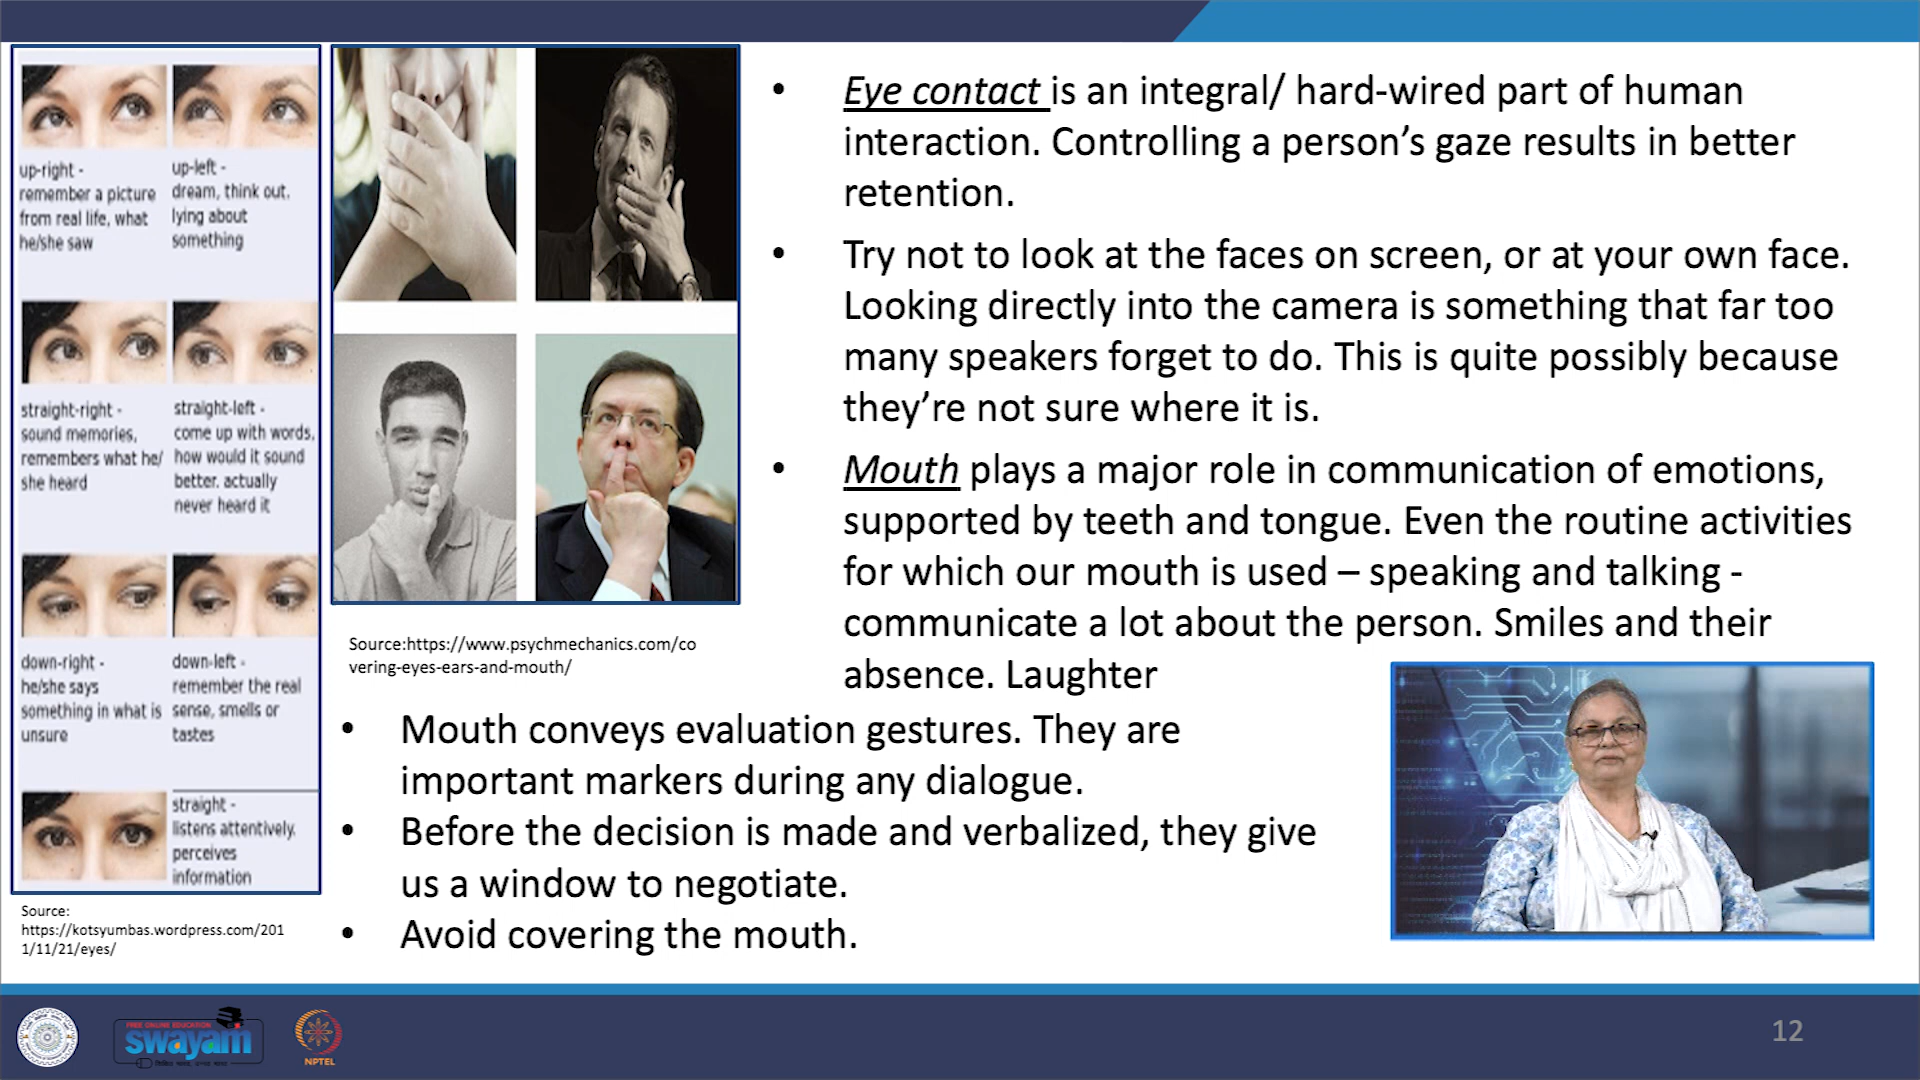 up-right -
remember a picture
from real life, what
he/she saw
up-left -
dream, think out.
lying about
something
straight-right -
sound memories,
remembers what he/
she heard
straight-left -
come up with words,
how would it sound
better. actually
never heard it
down-right -
he/she says
something in what is
unsure
down-left -
remember the real
sense, smells or
tastes
straight -
listens attentively.
perceives
information
Source:
https://kotsyumbas.wordpress.com/201
1/11/21/eyes/
Source:https://www.psychmechanics.com/co
vering-eyes-ears-and-mouth/
• Eye contact is an integral/ hard-wired part of human
interaction. Controlling a person’s gaze results in better
retention.
• Try not to look at the faces on screen, or at your own face.
Looking directly into the camera is something that far too
many speakers forget to do. This is quite possibly because
they’re not sure where it is.
• Mouth plays a major role in communication of emotions,
supported by teeth and tongue. Even the routine activities
for which our mouth is used – speaking and talking -
communicate a lot about the person. Smiles and their
absence. Laughter
• Mouth conveys evaluation gestures. They are
important markers during any dialogue.
• Before the decision is made and verbalized, they give
us a window to negotiate.
• Avoid covering the mouth.
FREE ONLINE EDUCATION
swayam
NPTEL
12